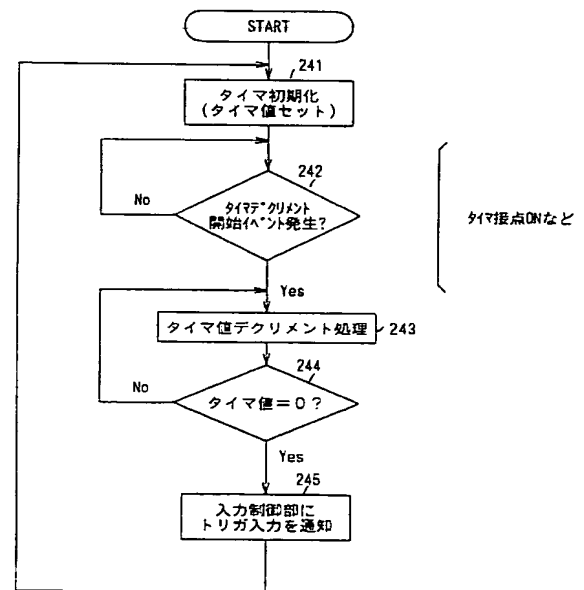 START
241
タイマ初期化
(タイマ値セット)
242
No
タイマデクリメント
開始イベント発生?
タイマ接点ONなど
Yes
タイマ値デクリメント処理
243
244
No
タイマ値=0?
Yes
245
入力制御部に
トリガ入力を通知